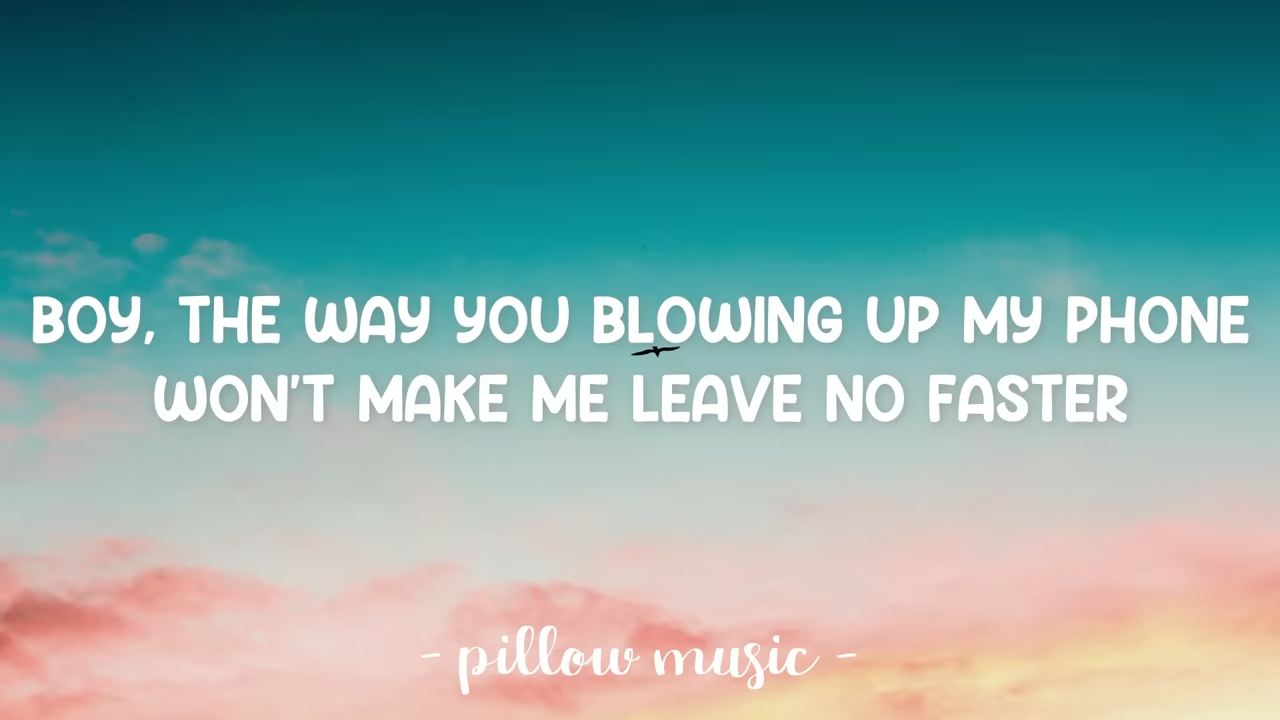 BOY, THE WAY YOU BLOWING UP MY PHONE
WON'T MAKE ME LEAVE NO FASTER
- pillow music -